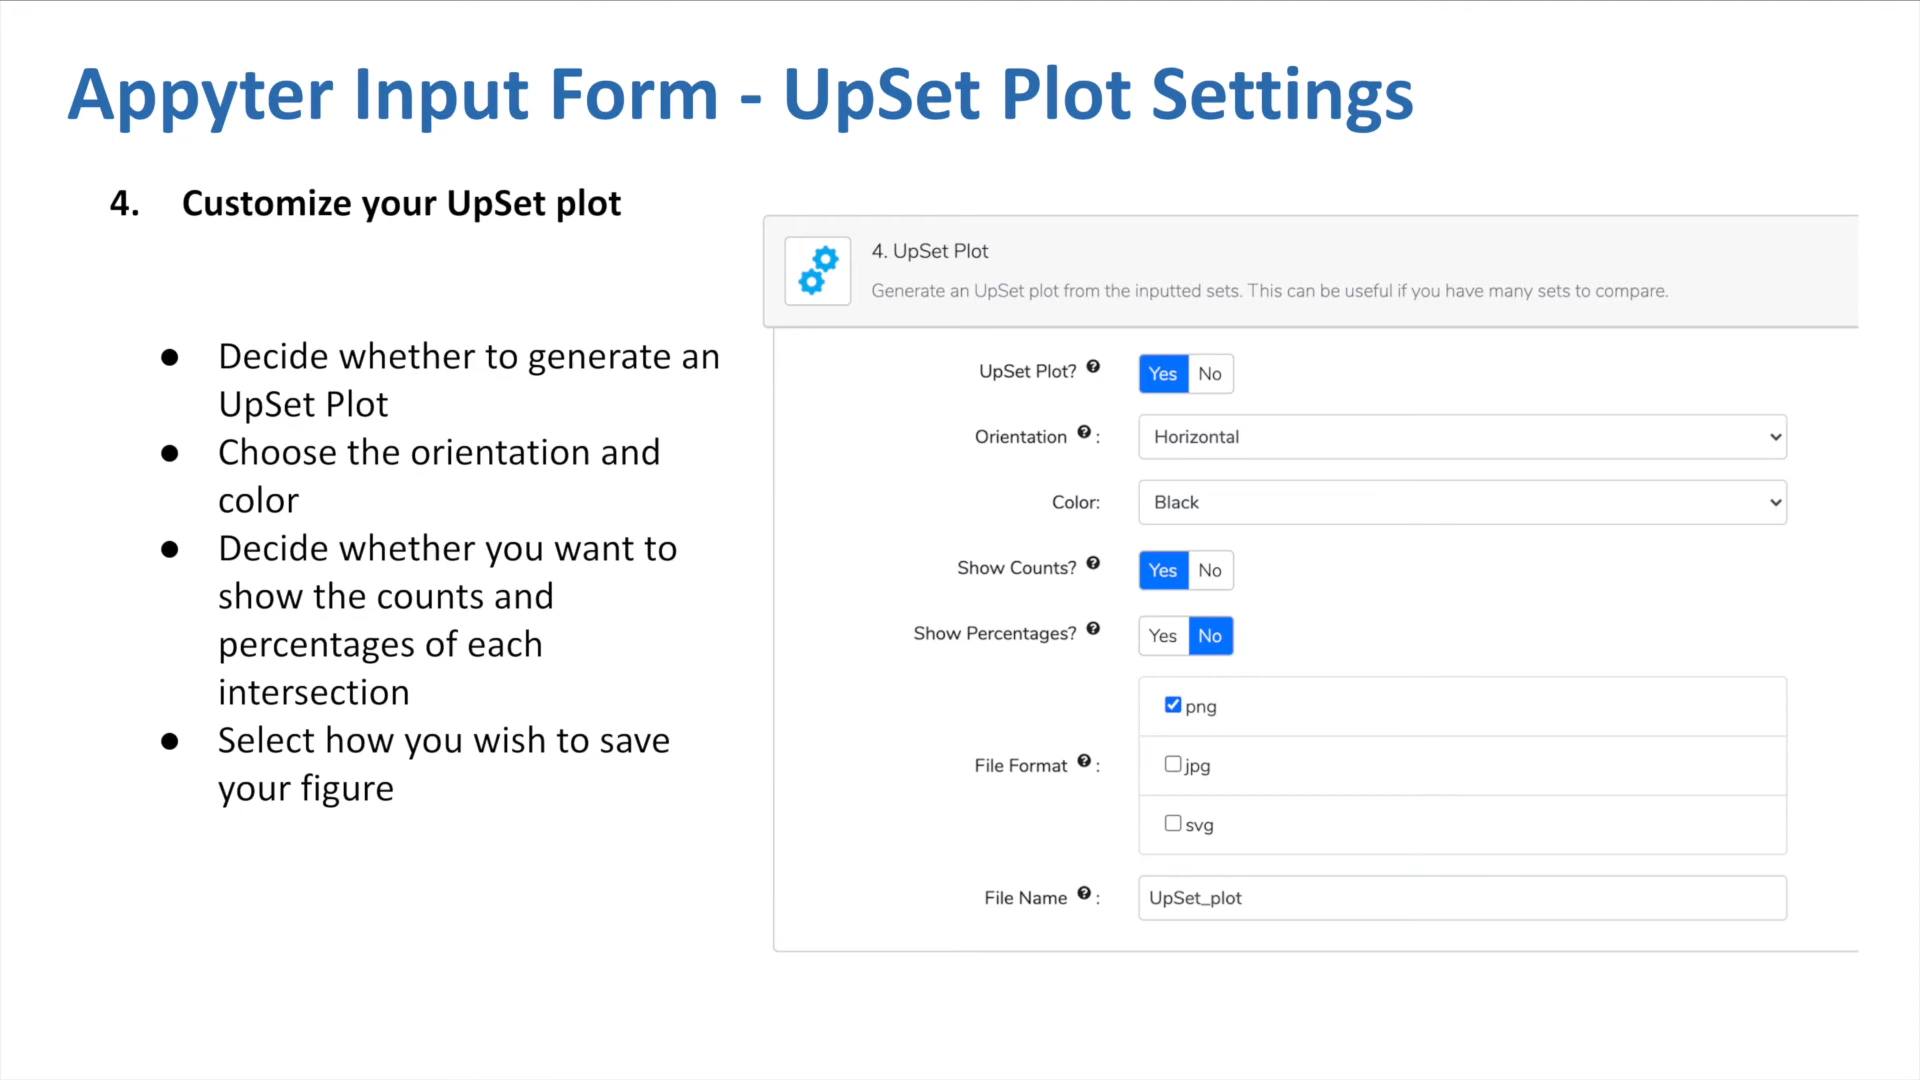 Appyter Input Form - UpSet Plot Settings
4. Customize your UpSet plot
● Decide whether to generate an
UpSet Plot
● Choose the orientation and
color
● Decide whether you want to
show the counts and
percentages of each
intersection
● Select how you wish to save
your figure
4. UpSet Plot
Generate an UpSet plot from the inputted sets. This can be useful if you have many sets to compare.
UpSet Plot? ? Yes No
Orientation ? : Horizontal
Color: Black
Show Counts? ? Yes No
Show Percentages? ? Yes No
File Format ? :
png
jpg
svg
File Name ? : UpSet_plot